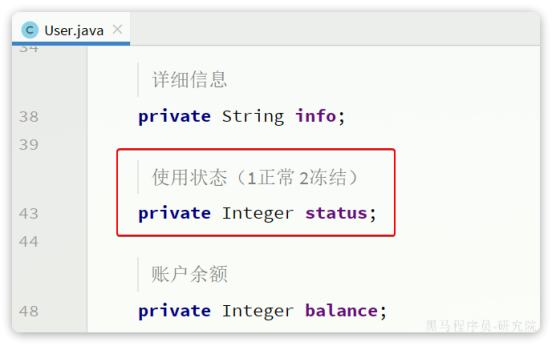 User.java
34
详细信息
38 private String info;
39
使用状态（1正常 2冻结）
43 private Integer status;
44
账户余额
48 private Integer balance;
黑马程序员-研究院